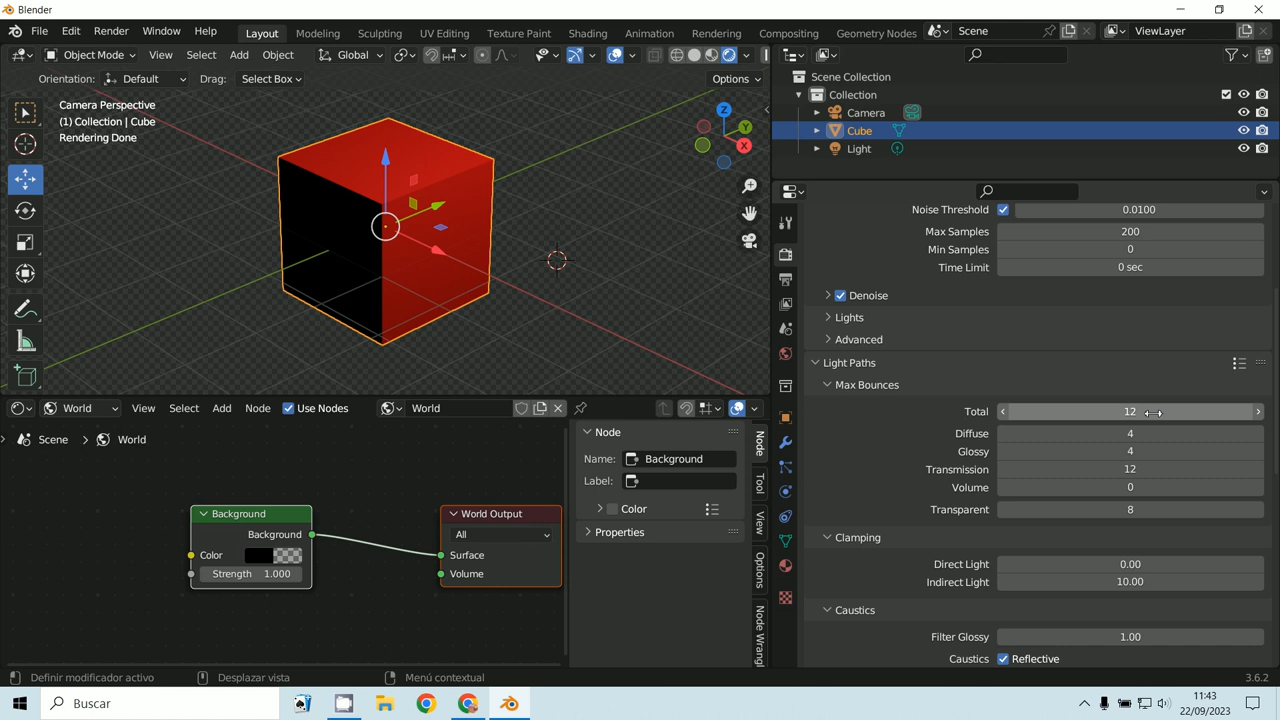 Blender
File Edit Render Window Help Layout Modeling Sculpting UV Editing Texture Paint Shading Animation Rendering Compositing Geometry Nodes Scene ViewLayer
Object Mode View Select Add Object Global
Orientation: Default Drag: Select Box Options
Camera Perspective
(1) Collection | Cube
Rendering Done
Z
Y
X
Scene Collection
Collection
Camera
Cube
Light
Noise Threshold 0.0100
Max Samples 200
Min Samples 0
Time Limit 0 sec
Denoise
Lights
Advanced
Light Paths
Max Bounces
Total 12
Diffuse 4
Glossy 4
Transmission 12
Volume 0
Transparent 8
Clamping
Direct Light 0.00
Indirect Light 10.00
Caustics
Filter Glossy 1.00
Caustics Reflective
World View Select Add Node Use Nodes World
Scene World
Background
Background
Color
Strength 1.000
World Output
All
Surface
Volume
Node
Name: Background
Label:
Color
Properties
Node
Tool
View
Options
Node Wrangl
Definir modificador activo Desplazar vista Menú contextual 3.6.2
Buscar
11:43
22/09/2023